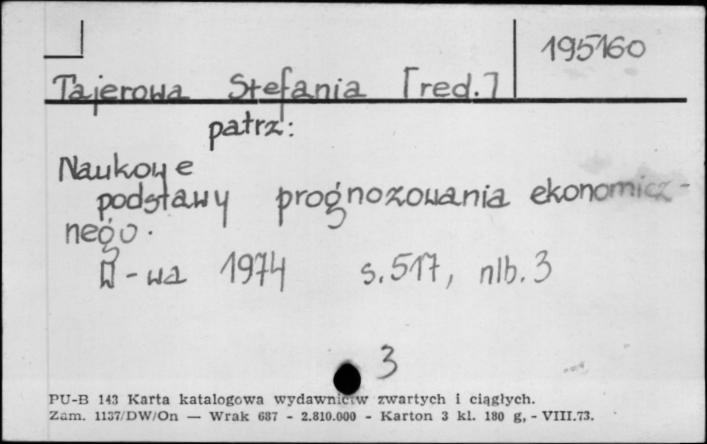 195160
Tajerowa Stefania [red.]
patrz:
Naukowe
podstawy prognozowania ekonomicz-
nego.
W-wa 1974 s.517, nlb.3
3
PU-B 143 Karta katalogowa wydawnictw zwartych i ciągłych.
Zam. 1137/DW/On — Wrak 687 - 2.810.000 - Karton 3 kl. 180 g, - VIII.73.